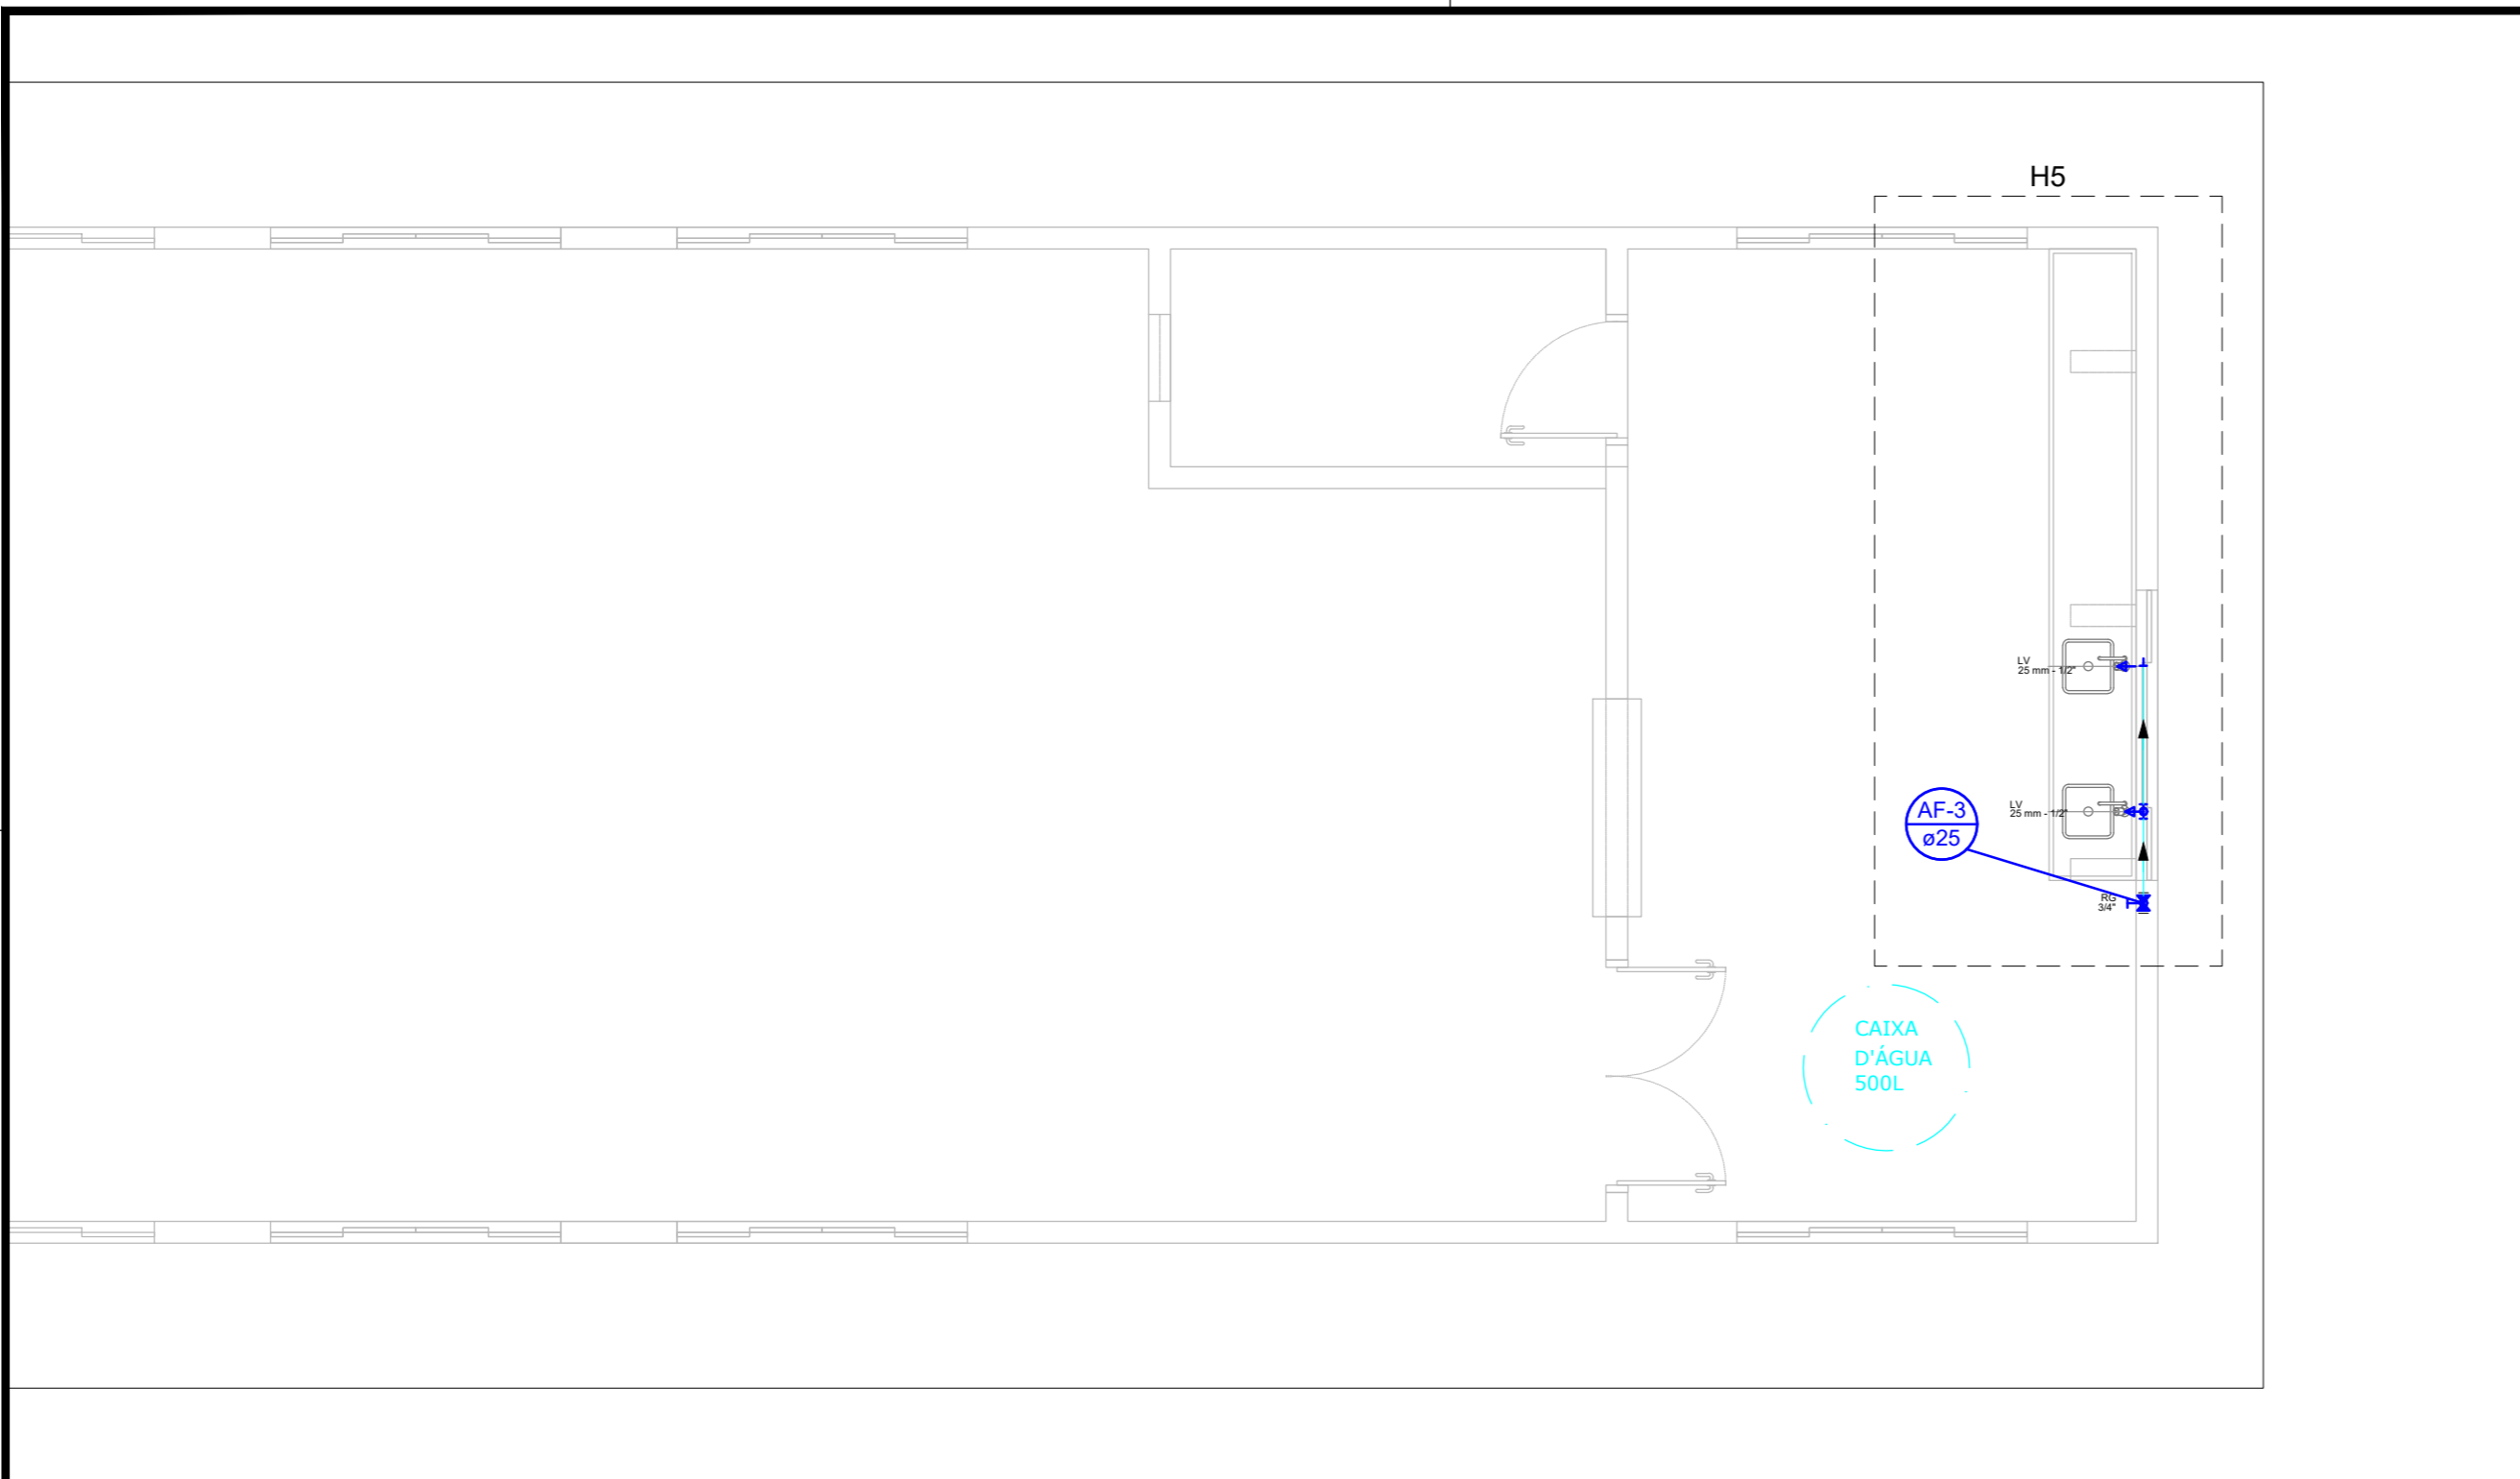 H5
LV
25 mm - 1/2"
LV
25 mm - 1/2"
AF-3
ø25
RG
3/4"
CAIXA
D'ÁGUA
500L